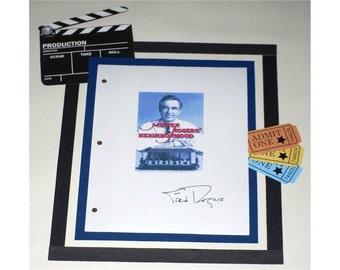 PRODUCTION
SCENE TAKE ROLL
MISTER
ROGERS'
NEIGHBORHOOD
Fred Rogers
ADMIT
ONE